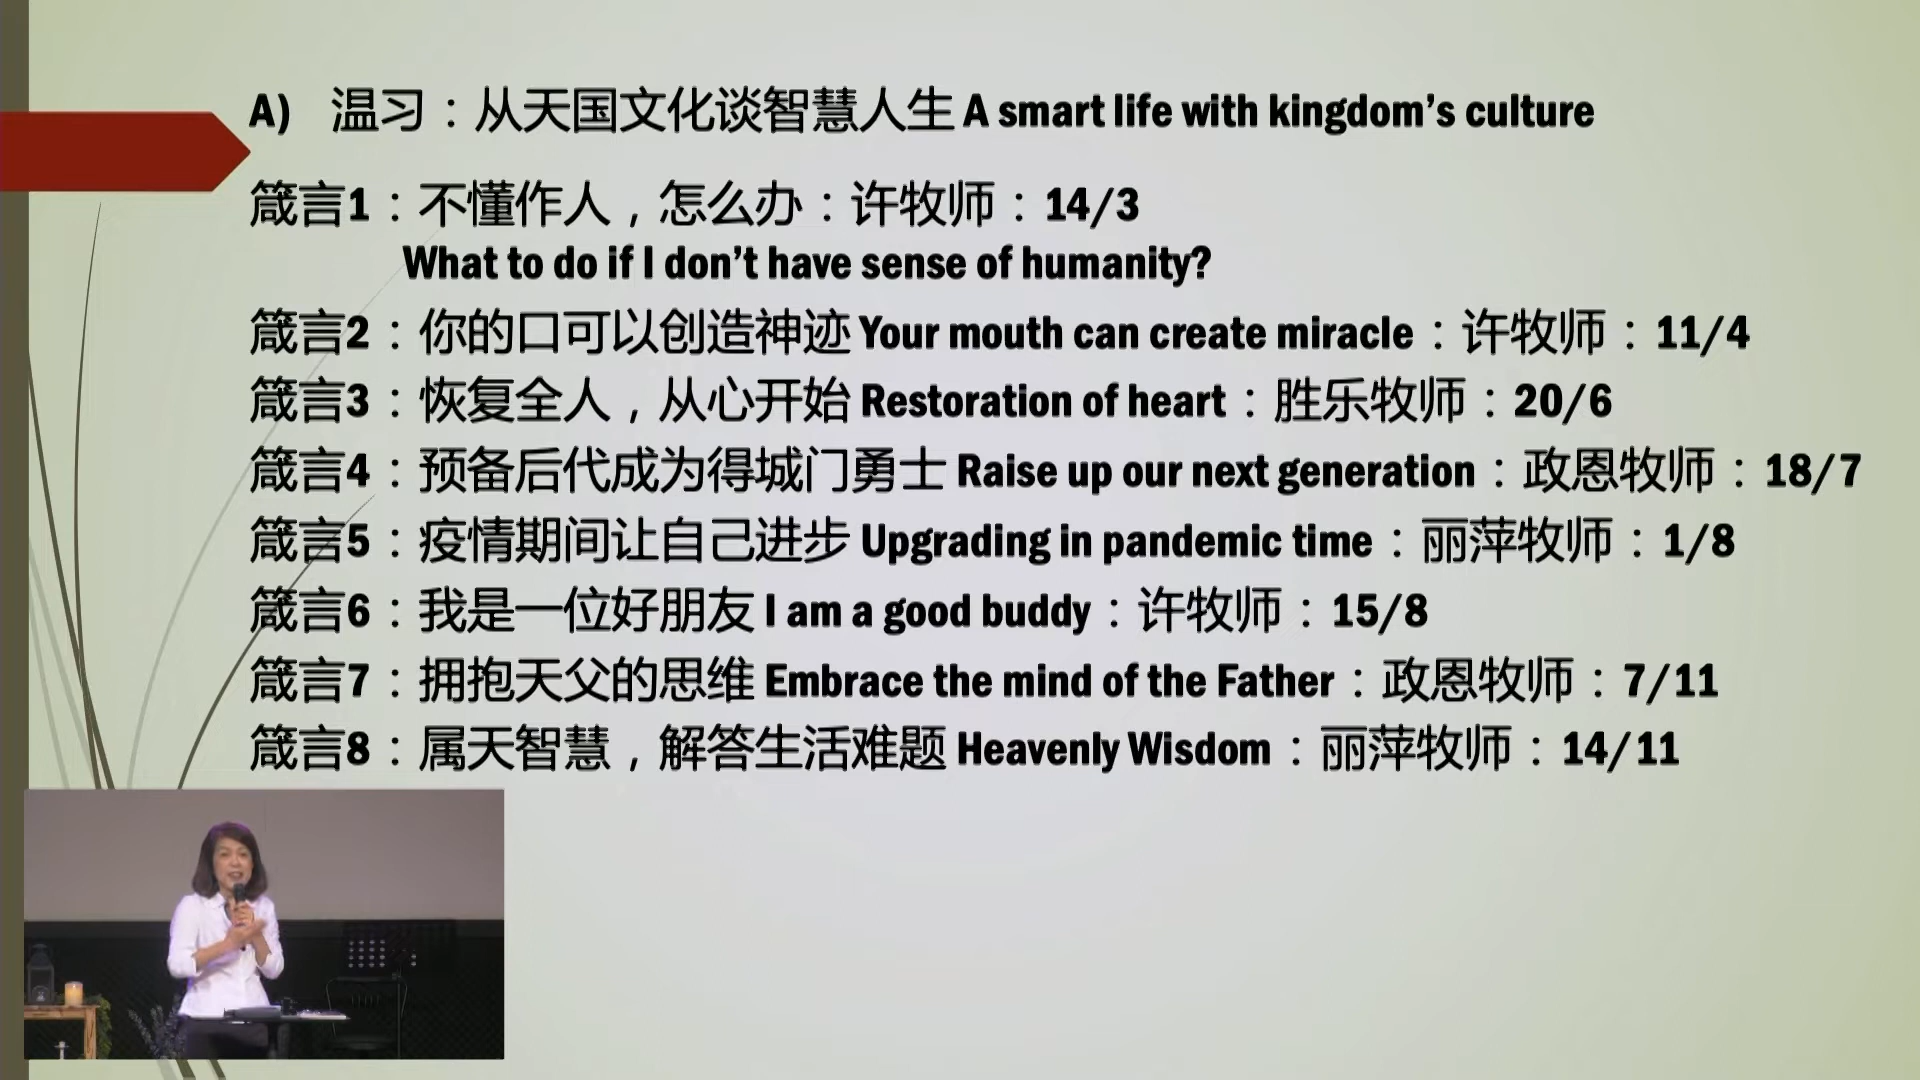 A) 温习：从天国文化谈智慧人生 A smart life with kingdom’s culture
箴言1：不懂作人，怎么办：许牧师：14/3
What to do if I don’t have sense of humanity?
箴言2：你的口可以创造神迹 Your mouth can create miracle：许牧师：11/4
箴言3：恢复全人，从心开始 Restoration of heart：胜乐牧师：20/6
箴言4：预备后代成为得城门勇士 Raise up our next generation：政恩牧师：18/7
箴言5：疫情期间让自己进步 Upgrading in pandemic time：丽萍牧师：1/8
箴言6：我是一位好朋友 I am a good buddy：许牧师：15/8
箴言7：拥抱天父的思维 Embrace the mind of the Father：政恩牧师：7/11
箴言8：属天智慧，解答生活难题 Heavenly Wisdom：丽萍牧师：14/11